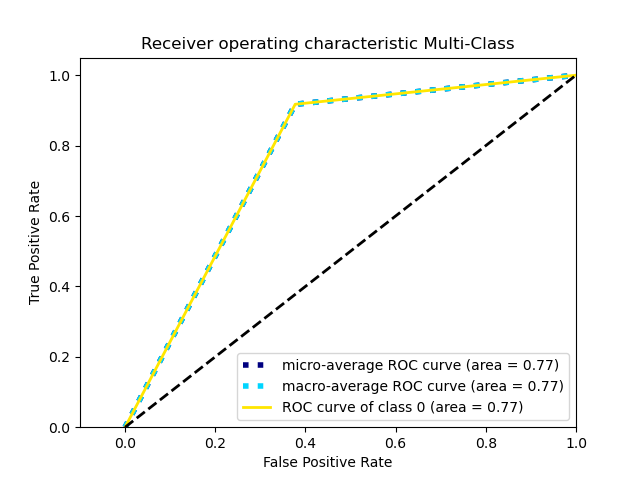 Receiver operating characteristic Multi-Class
1.0
0.8
0.6
0.4
0.2
0.0
True Positive Rate
micro-average ROC curve (area = 0.77)
macro-average ROC curve (area = 0.77)
ROC curve of class 0 (area = 0.77)
0.0 0.2 0.4 0.6 0.8 1.0
False Positive Rate